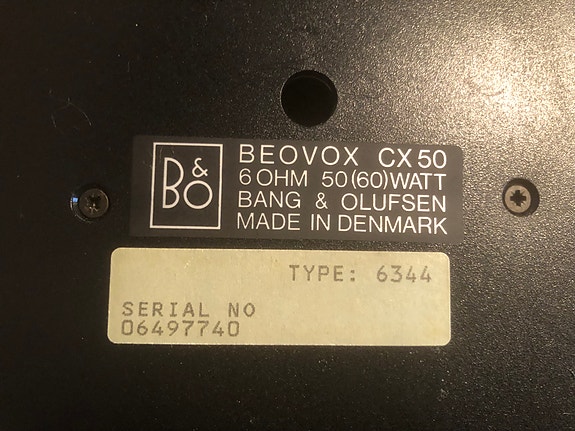 B&O
BEOVOX CX50
6 OHM 50(60)WATT
BANG & OLUFSEN
MADE IN DENMARK
TYPE: 6344
SERIAL NO
06497740